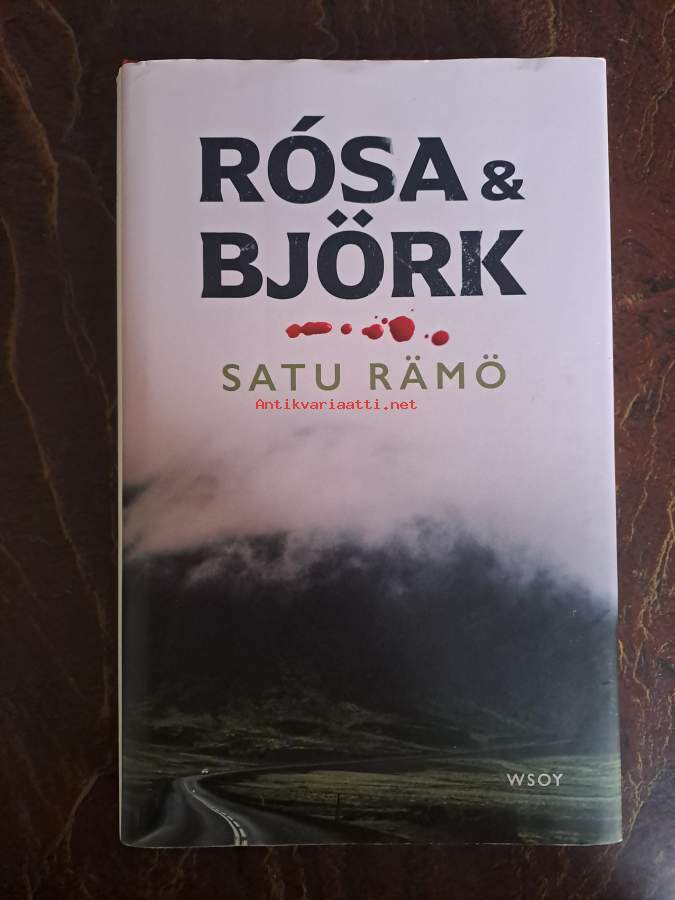 RÓSA &
BJÖRK
SATU RÄMÖ
Antikvariaatti.net
WSOY